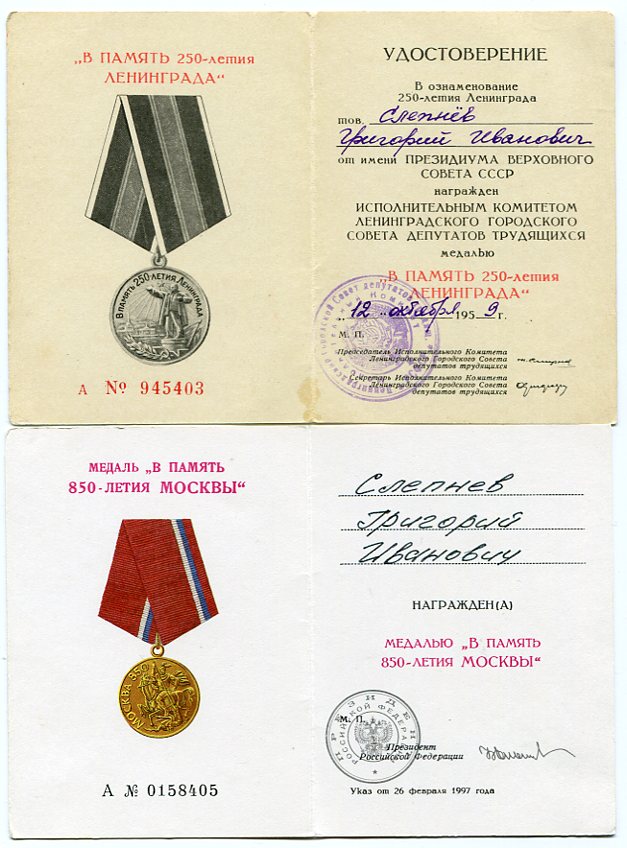 „В ПАМЯТЬ 250-летия
ЛЕНИНГРАДА“
В ПАМЯТЬ 250-ЛЕТИЯ ЛЕНИНГРАДА
А № 945403
УДОСТОВЕРЕНИЕ
В ознаменование
250-летия Ленинграда
тов. Слепнёв
Григорий Иванович
от имени ПРЕЗИДИУМА ВЕРХОВНОГО
СОВЕТА СССР
награжден
ИСПОЛНИТЕЛЬНЫМ КОМИТЕТОМ
ЛЕНИНГРАДСКОГО ГОРОДСКОГО
СОВЕТА ДЕПУТАТОВ ТРУДЯЩИХСЯ
медалью
„В ПАМЯТЬ 250-летия
ЛЕНИНГРАДА“
„12„ октября 1959 г.
М. П.
Председатель Исполнительного Комитета
Ленинградского Городского Совета
депутатов трудящихся
Секретарь Исполнительного Комитета
Ленинградского Городского Совета
депутатов трудящихся
МЕДАЛЬ „В ПАМЯТЬ
850-ЛЕТИЯ МОСКВЫ“
МОСКВА 850
А № 0158405
Слепнев
Григорий
Иванович
НАГРАЖДЕН(А)
МЕДАЛЬЮ „В ПАМЯТЬ
850-ЛЕТИЯ МОСКВЫ“
ПРЕЗИДЕНТ
РОССИЙСКОЙ ФЕДЕРАЦИИ
М. П.
Президент
Российской Федерации
Указ от 26 февраля 1997 года